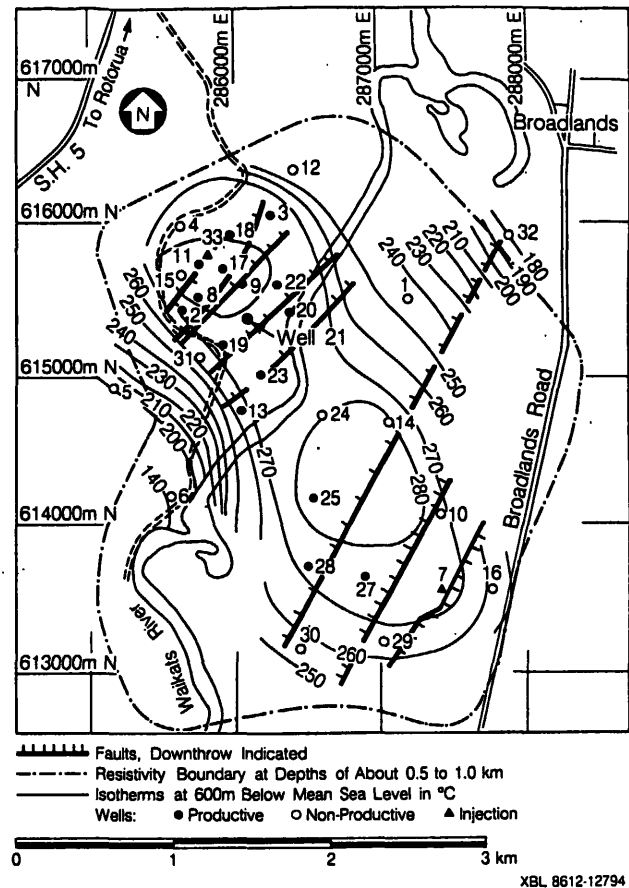 286000m E
287000m E
288000m E
617000m
N
S.H. 5 To Rotorua
N
Broadlands
12
616000m N
4
3
18
33
32
11
17
15
240
230
220
210
200
180
190
260
250
240
230
220
210
200
9
22
8
2
20
1
Well 21
19
31
615000m N
23
250
260
5
13
24
14
270
270
280
140
6
25
10
Broadlands Road
614000m N
28
27
7
16
30
29
250
260
270
Waikato River
613000m N
Faults, Downthrow Indicated
Resistivity Boundary at Depths of About 0.5 to 1.0 km
Isotherms at 600m Below Mean Sea Level in °C
Wells: Productive Non-Productive Injection
0 1 2 3 km
XBL 8612-12794